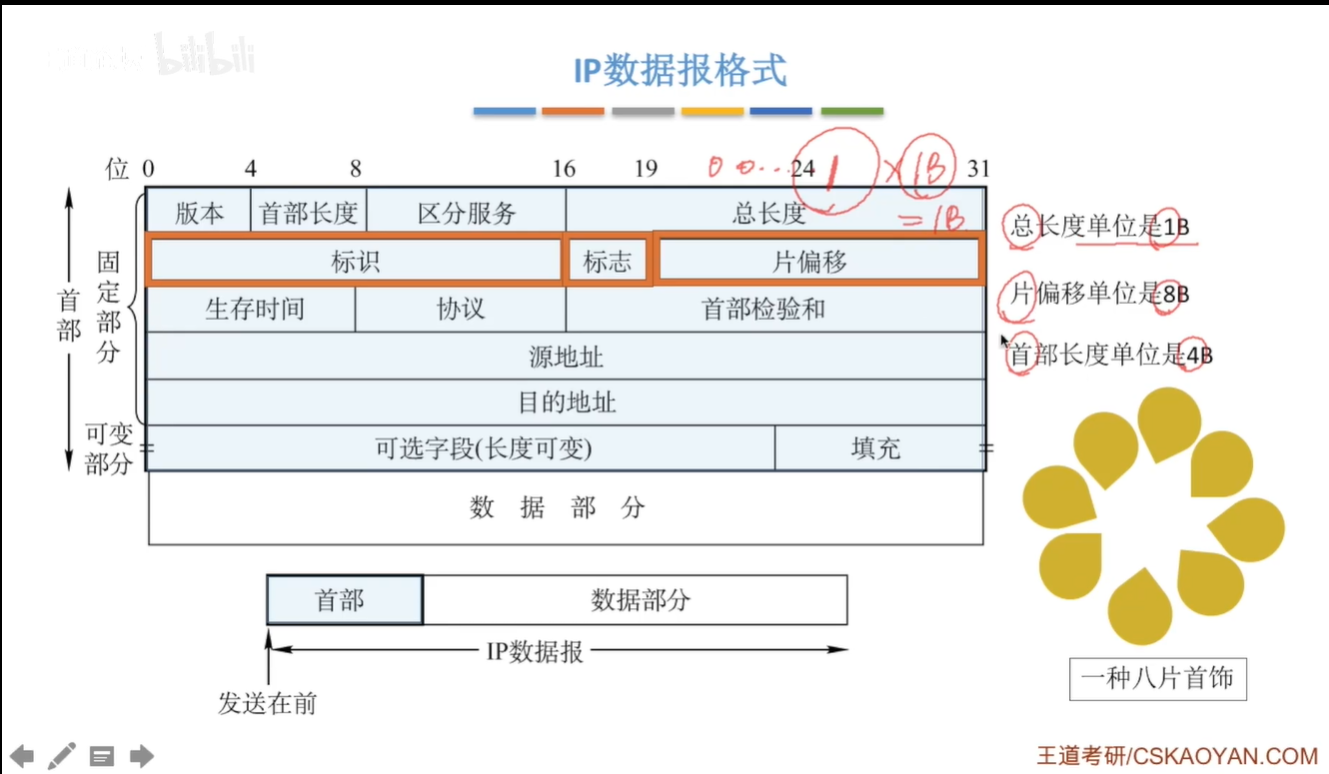 bilibili
IP数据报格式
位 0 4 8 16 19 24 31
0 0 ... 1 × 1B
= 1B
版本 首部长度 区分服务 总长度
标识 标志 片偏移
生存时间 协议 首部检验和
源地址
目的地址
可选字段(长度可变) 填充
数据部分
首部
固定部分
可变部分
总长度单位是1B
片偏移单位是8B
首部长度单位是4B
首部 数据部分
IP数据报
发送在前
一种八片首饰
王道考研/CSKAOYAN.COM